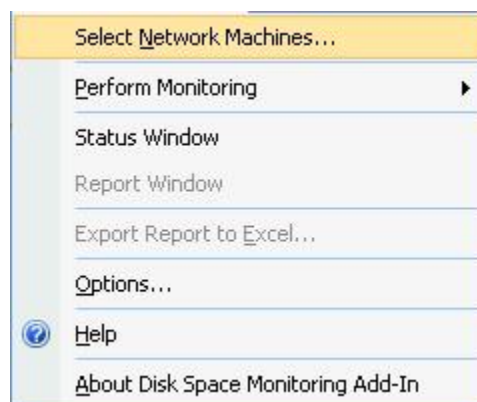 Select Network Machines...
Perform Monitoring
Status Window
Report Window
Export Report to Excel...
Options...
Help
About Disk Space Monitoring Add-In